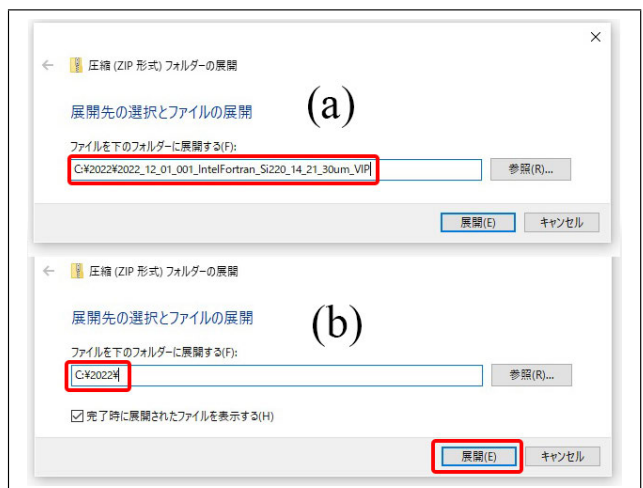 圧縮 (ZIP 形式) フォルダーの展開
(a)
展開先の選択とファイルの展開
ファイルを下のフォルダーに展開する(F):
C:¥2022¥2022_12_01_001_IntelFortran_Si220_14_21_30um_VIP
参照(R)...
展開(E)
キャンセル
圧縮 (ZIP 形式) フォルダーの展開
(b)
展開先の選択とファイルの展開
ファイルを下のフォルダーに展開する(F):
C:¥2022¥
参照(R)...
完了時に展開されたファイルを表示する(H)
展開(E)
キャンセル